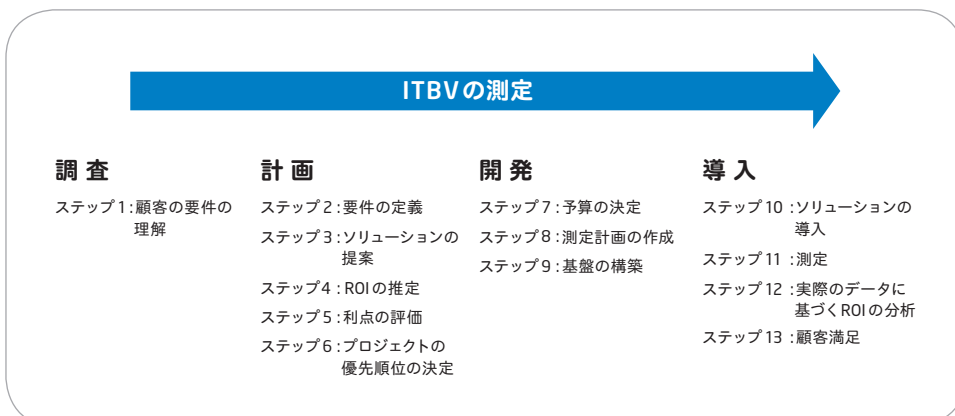 ITBVの測定
調査
ステップ1:顧客の要件の
理解
計画
ステップ2:要件の定義
ステップ3:ソリューションの
提案
ステップ4:ROIの推定
ステップ5:利点の評価
ステップ6:プロジェクトの
優先順位の決定
開発
ステップ7:予算の決定
ステップ8:測定計画の作成
ステップ9:基盤の構築
導入
ステップ10:ソリューションの
導入
ステップ11:測定
ステップ12:実際のデータに
基づくROIの分析
ステップ13:顧客満足